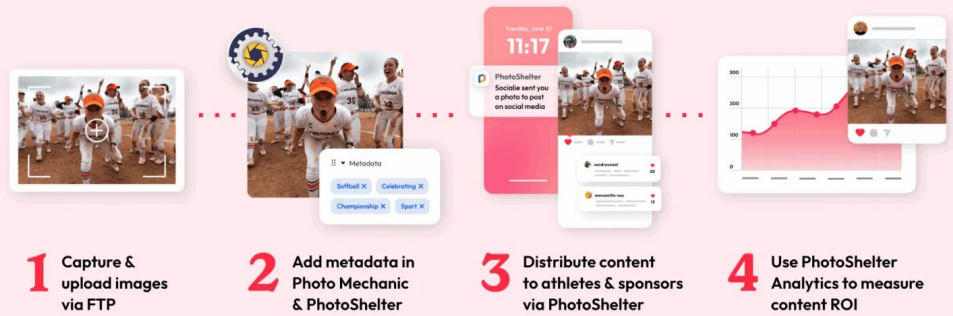 Metadata
Softball X
Celebrating X
Championship X
Sport X
Tuesday, June 10
11:17
PhotoShelter
Socialie sent you
a photo to post
on social media
300
200
100
0
1
Capture &
upload images
via FTP
2
Add metadata in
Photo Mechanic
& PhotoShelter
3
Distribute content
to athletes & sponsors
via PhotoShelter
4
Use PhotoShelter
Analytics to measure
content ROI